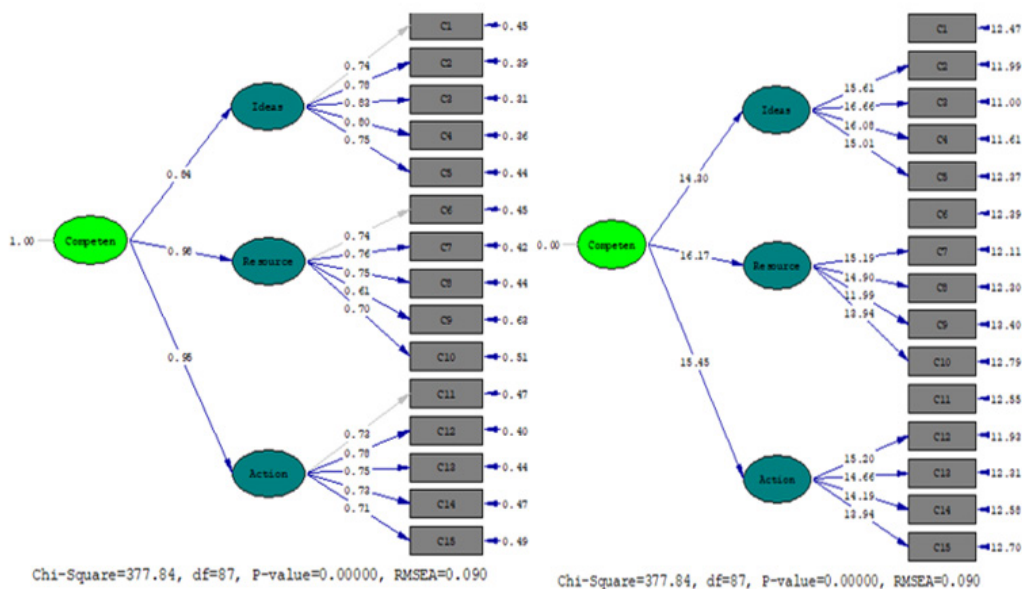 C1
0.45
0.74
C2
0.39
0.78
Ideas
C3
0.31
0.83
C4
0.36
0.80
C5
0.44
0.75
0.84
C6
0.45
0.74
1.00
Competen
0.98
Resource
C7
0.42
0.76
C8
0.44
0.75
C9
0.63
0.61
C10
0.51
0.70
0.95
C11
0.47
0.73
C12
0.40
0.78
Action
C13
0.44
0.75
C14
0.47
0.73
C15
0.49
0.71
Chi-Square=377.84, df=87, P-value=0.00000, RMSEA=0.090
C1
12.47
C2
11.99
15.61
Ideas
C3
11.00
16.66
C4
11.61
16.08
C5
12.37
15.01
14.30
C6
12.39
0.00
Competen
16.17
Resource
C7
12.11
15.19
C8
12.30
14.90
C9
13.40
11.99
C10
12.79
13.94
15.45
C11
12.55
C12
11.93
15.20
Action
C13
12.31
14.66
C14
12.58
14.19
C15
12.70
13.94
Chi-Square=377.84, df=87, P-value=0.00000, RMSEA=0.090